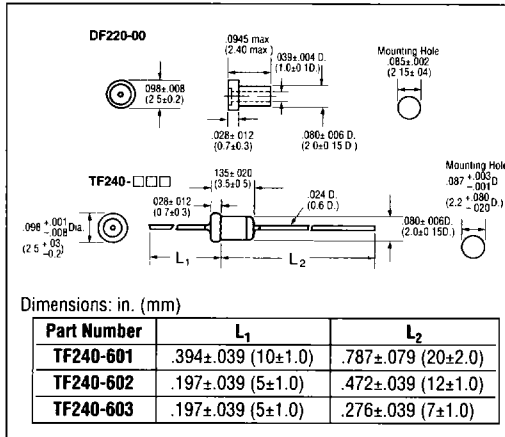 DF220-00
.0945 max
(2.40 max )
.039±.004 D.
(1.0±0 1D.)
Mounting Hole
.085±.002
(2.15± 04)
.098±.008
(2 5±0.2)
.028± 012
(0.7±0.3)
.080± 006 D.
(2 0±0 15 D )
TF240-□□□
135± 020
(3.5±0 5)
028± 012
(0 7±0 3)
.024 D.
(0.6 D.)
Mounting Hole
.087 +.003 -.001 D
(2.2 +.080 -020 D.)
.098 +.001 -.008 Dia.
(2 5 +.03 -0.2)
.080± 006D.
(2.0±0 15D.)
L1
L2
Dimensions: in. (mm)
Part Number L1 L2
TF240-601 .394±.039 (10±1.0) .787±.079 (20±2.0)
TF240-602 .197±.039 (5±1.0) .472±.039 (12±1.0)
TF240-603 .197±.039 (5±1.0) .276±.039 (7±1.0)